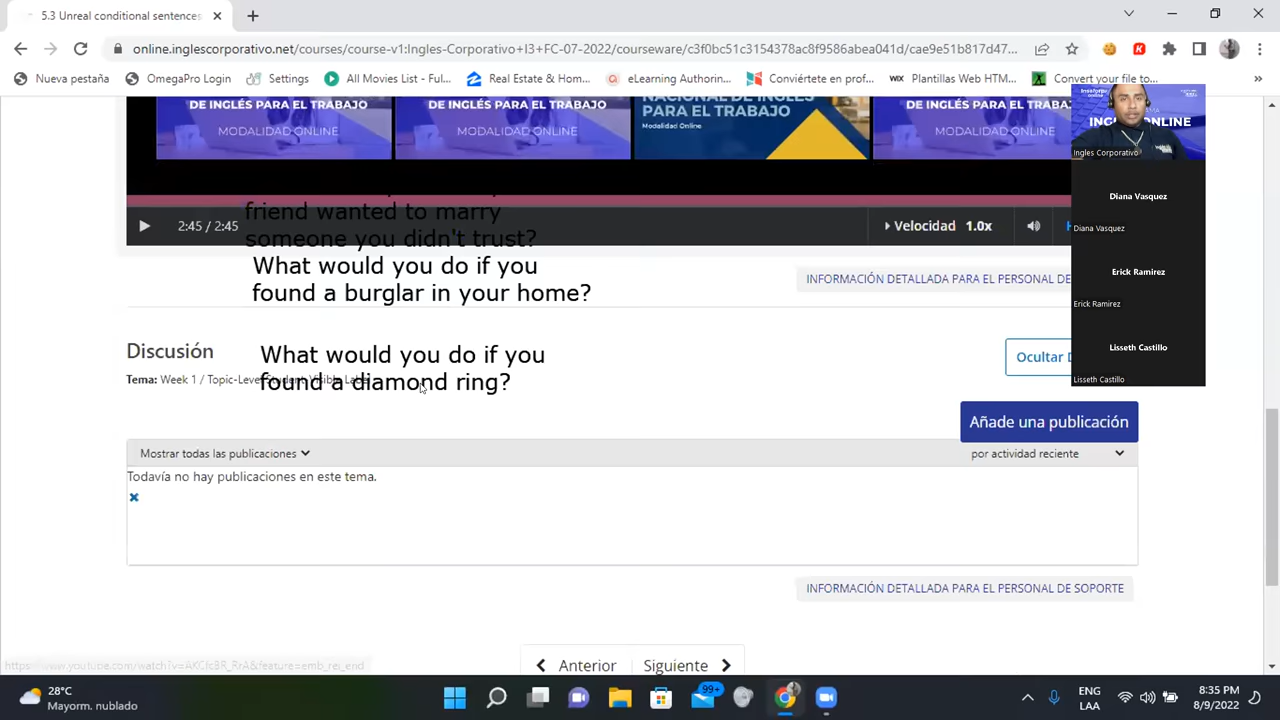 5.3 Unreal conditional sentences
online.inglescorporativo.net/courses/course-v1:Ingles-Corporativo+I3+FC-07-2022/courseware/c3f0bc51c3154378ac8f9586abea041d/cae9e51b817d47...
Nueva pestaña
OmegaPro Login
Settings
All Movies List - Ful...
Real Estate & Hom...
eLearning Authorin...
Conviértete en prof...
WIX Plantillas Web HTM...
Convert your file to...
DE INGLÉS PARA EL TRABAJO
MODALIDAD ONLINE
DE INGLÉS PARA EL TRABAJO
MODALIDAD ONLINE
NACIONAL DE INGLÉS
PARA EL TRABAJO
Modalidad Online
DE INGLÉS PARA EL TRABAJO
MODALIDAD ONLINE
Ingles Corporativo
Diana Vasquez
Diana Vasquez
Erick Ramirez
Erick Ramirez
Lisseth Castillo
Lisseth Castillo
friend wanted to marry
someone you didn't trust?
2:45 / 2:45
Velocidad 1.0x
What would you do if you
found a burglar in your home?
INFORMACIÓN DETALLADA PARA EL PERSONAL DE
Discusión
What would you do if you
found a diamond ring?
Tema: Week 1 / Topic-Level Student-Visible Label
Ocultar
Añade una publicación
Mostrar todas las publicaciones
por actividad reciente
Todavía no hay publicaciones en este tema.
INFORMACIÓN DETALLADA PARA EL PERSONAL DE SOPORTE
Anterior
Siguiente
28°C
Mayorm. nublado
99+
ENG
LAA
8:35 PM
8/9/2022